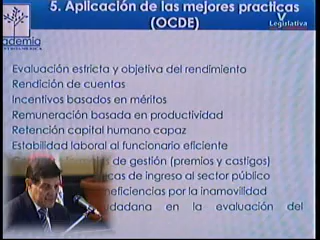 5. Aplicación de las mejores practicas
(OCDE)
Legislativa
ademia
Evaluación estricta y objetiva del rendimiento
Rendición de cuentas
Incentivos basados en méritos
Remuneración basada en productividad
Retención capital humano capaz
Estabilidad laboral al funcionario eficiente
de gestión (premios y castigos)
de ingreso al sector público
por la inamovilidad
en la evaluación del